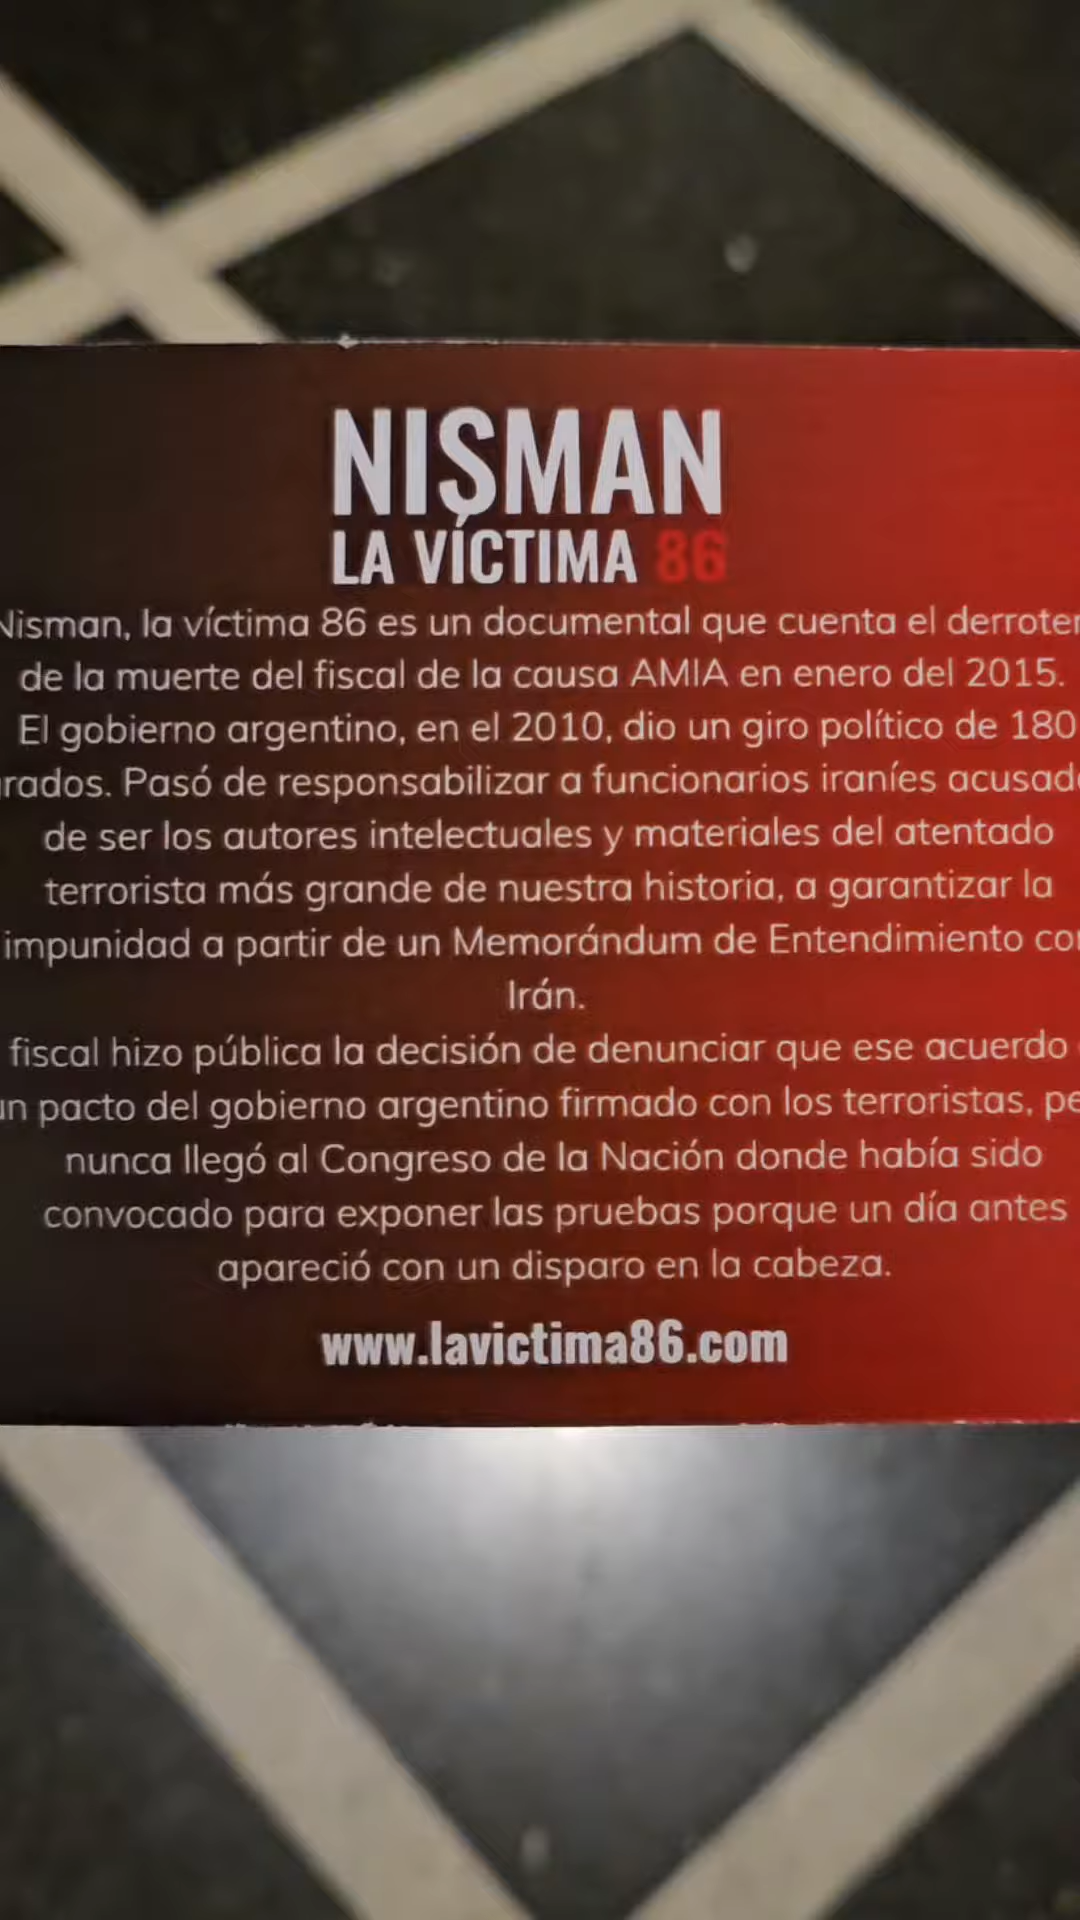 NISMAN
LA VÍCTIMA 86
Nisman, la víctima 86 es un documental que cuenta el derroter
de la muerte del fiscal de la causa AMIA en enero del 2015.
El gobierno argentino, en el 2010, dio un giro político de 180
rados. Pasó de responsabilizar a funcionarios iraníes acusad
de ser los autores intelectuales y materiales del atentado
terrorista más grande de nuestra historia, a garantizar la
impunidad a partir de un Memorándum de Entendimiento co
Irán.
fiscal hizo pública la decisión de denunciar que ese acuerdo
un pacto del gobierno argentino firmado con los terroristas, pe
nunca llegó al Congreso de la Nación donde había sido
convocado para exponer las pruebas porque un día antes
apareció con un disparo en la cabeza.
www.lavictima86.com